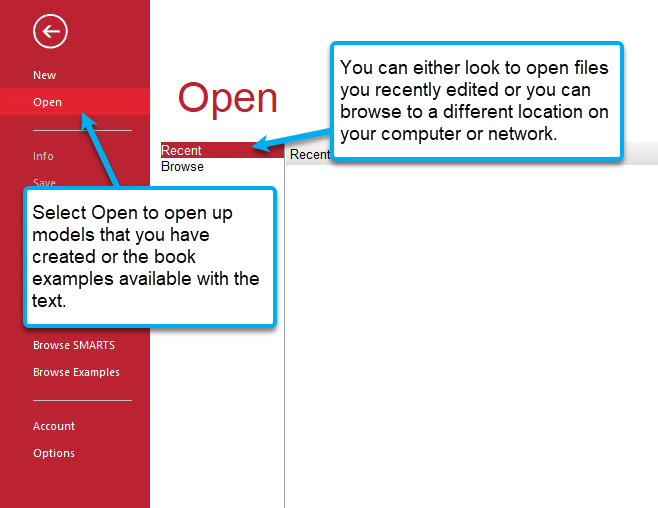 New
Open
Info
Save
Browse SMARTS
Browse Examples
Account
Options
Open
Recent
Browse
Recent
You can either look to open files
you recently edited or you can
browse to a different location on
your computer or network.
Select Open to open up
models that you have
created or the book
examples available with the
text.